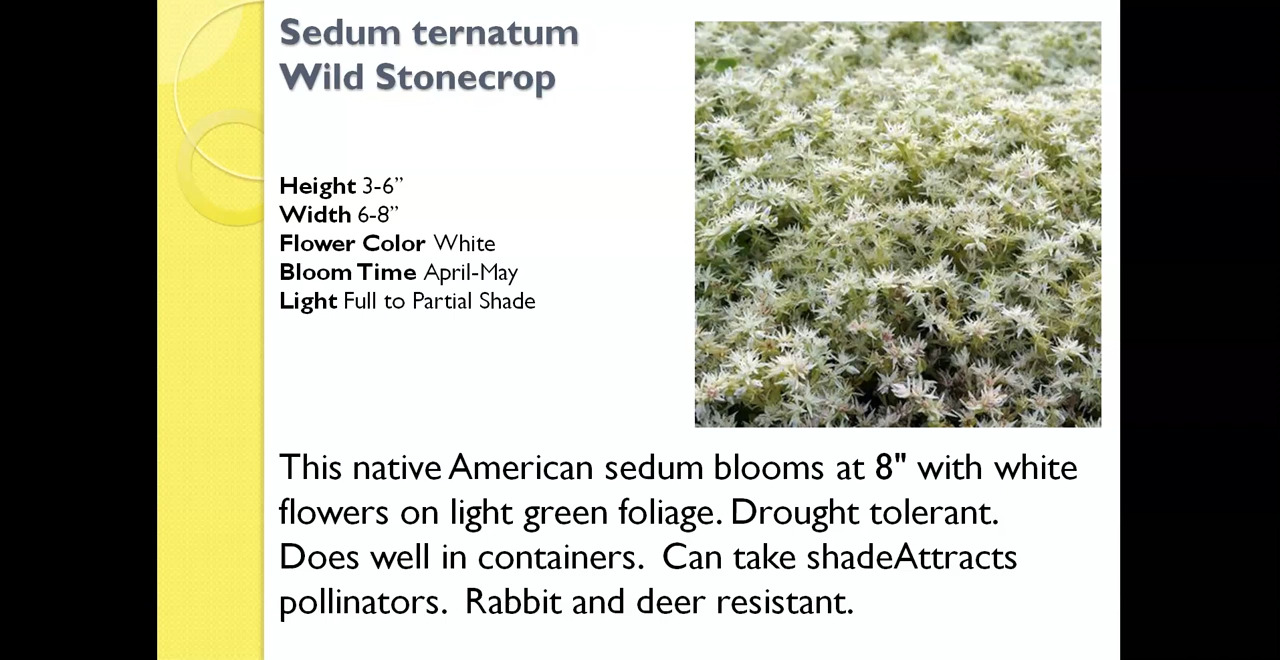 Sedum ternatum
Wild Stonecrop
Height 3-6”
Width 6-8”
Flower Color White
Bloom Time April-May
Light Full to Partial Shade
This native American sedum blooms at 8" with white
flowers on light green foliage. Drought tolerant.
Does well in containers.  Can take shadeAttracts
pollinators.  Rabbit and deer resistant.